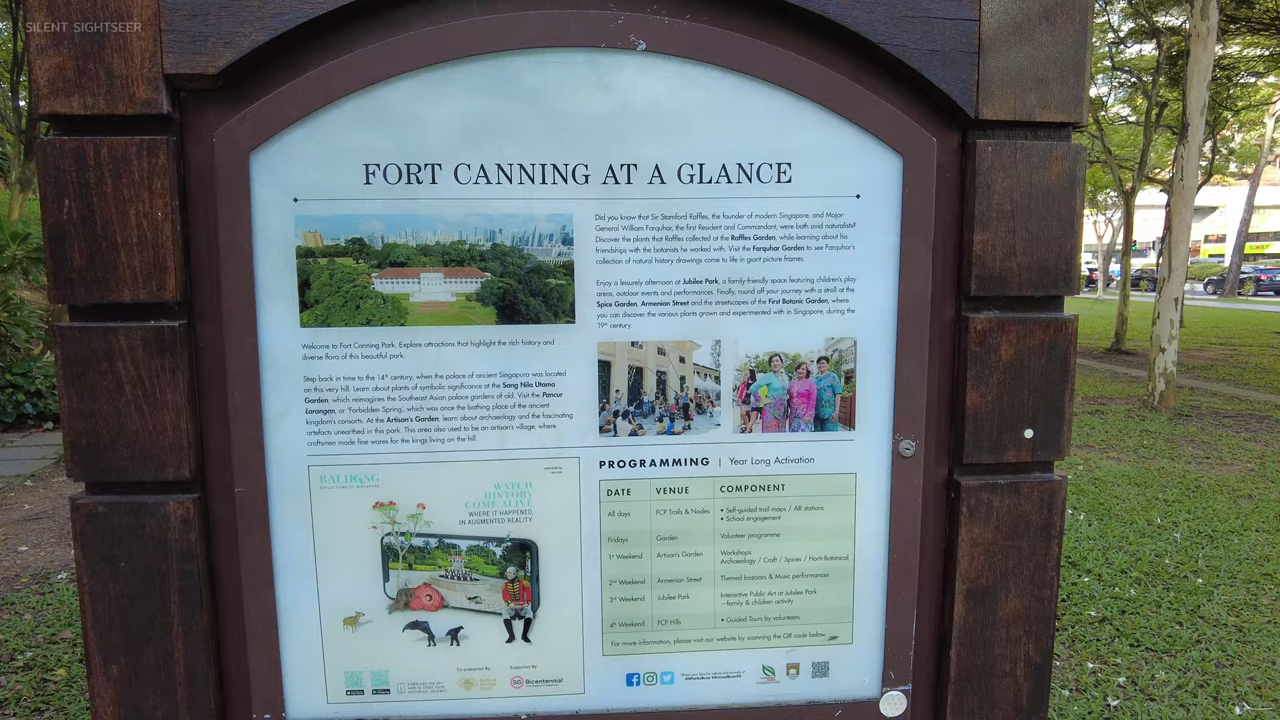 SILENT SIGHTSEER
FORT CANNING AT A GLANCE
Welcome to Fort Canning Park. Explore attractions that highlight the rich history and
diverse flora of this beautiful park.
Step back in time to the 14th century, when the palace of ancient Singapura was located
on this very hill. Learn about plants of symbolic significance at the Sang Nila Utama
Garden, which reimagines the Southeast Asian palace gardens of old. Visit the Pancur
Larangan, or 'Forbidden Spring', which was once the bathing place of the ancient
kingdom's consorts. At the Artisan's Garden, learn about archaeology and the fascinating
artefacts unearthed in this park. This area also used to be an artisan's village, where
craftsmen made fine wares for the kings living on the hill.
Did you know that Sir Stamford Raffles, the founder of modern Singapore, and Major-
General William Farquhar, the first Resident and Commandant, were both avid naturalists?
Discover the plants that Raffles collected at the Raffles Garden, while learning about his
friendships with the botanists he worked with. Visit the Farquhar Garden to see Farquhar's
collection of natural history drawings come to life in giant picture frames.
Enjoy a leisurely afternoon at Jubilee Park, a family-friendly space featuring children's play
areas, outdoor events and performances. Finally, round off your journey with a stroll at the
Spice Garden, Armenian Street and the streetscapes of the First Botanic Garden, where
you can discover the various plants grown and experimented with in Singapore, during the
19th century.
BALIKSG
REFLECTIONS OF SINGAPORE
WATCH
HISTORY
COME ALIVE
WHERE IT HAPPENED,
IN AUGMENTED REALITY.
Co-presented By
Supported By
SG Bicentennial
PROGRAMMING | Year Long Activation
DATE VENUE COMPONENT
All days FCP Trails & Nodes • Self-guided trail maps / AR stations
• School engagement
Fridays Garden Volunteer programme
1st Weekend Artisan's Garden Workshops:
Archaeology / Craft / Spices / Horti-Botanical
2nd Weekend Armenian Street Themed bazaars & Music performances
3rd Weekend Jubilee Park Interactive Public Art at Jubilee Park
–family & children activity
4th Weekend FCP Hills • Guided Tours by volunteers
For more information, please visit our website by scanning the QR code below.